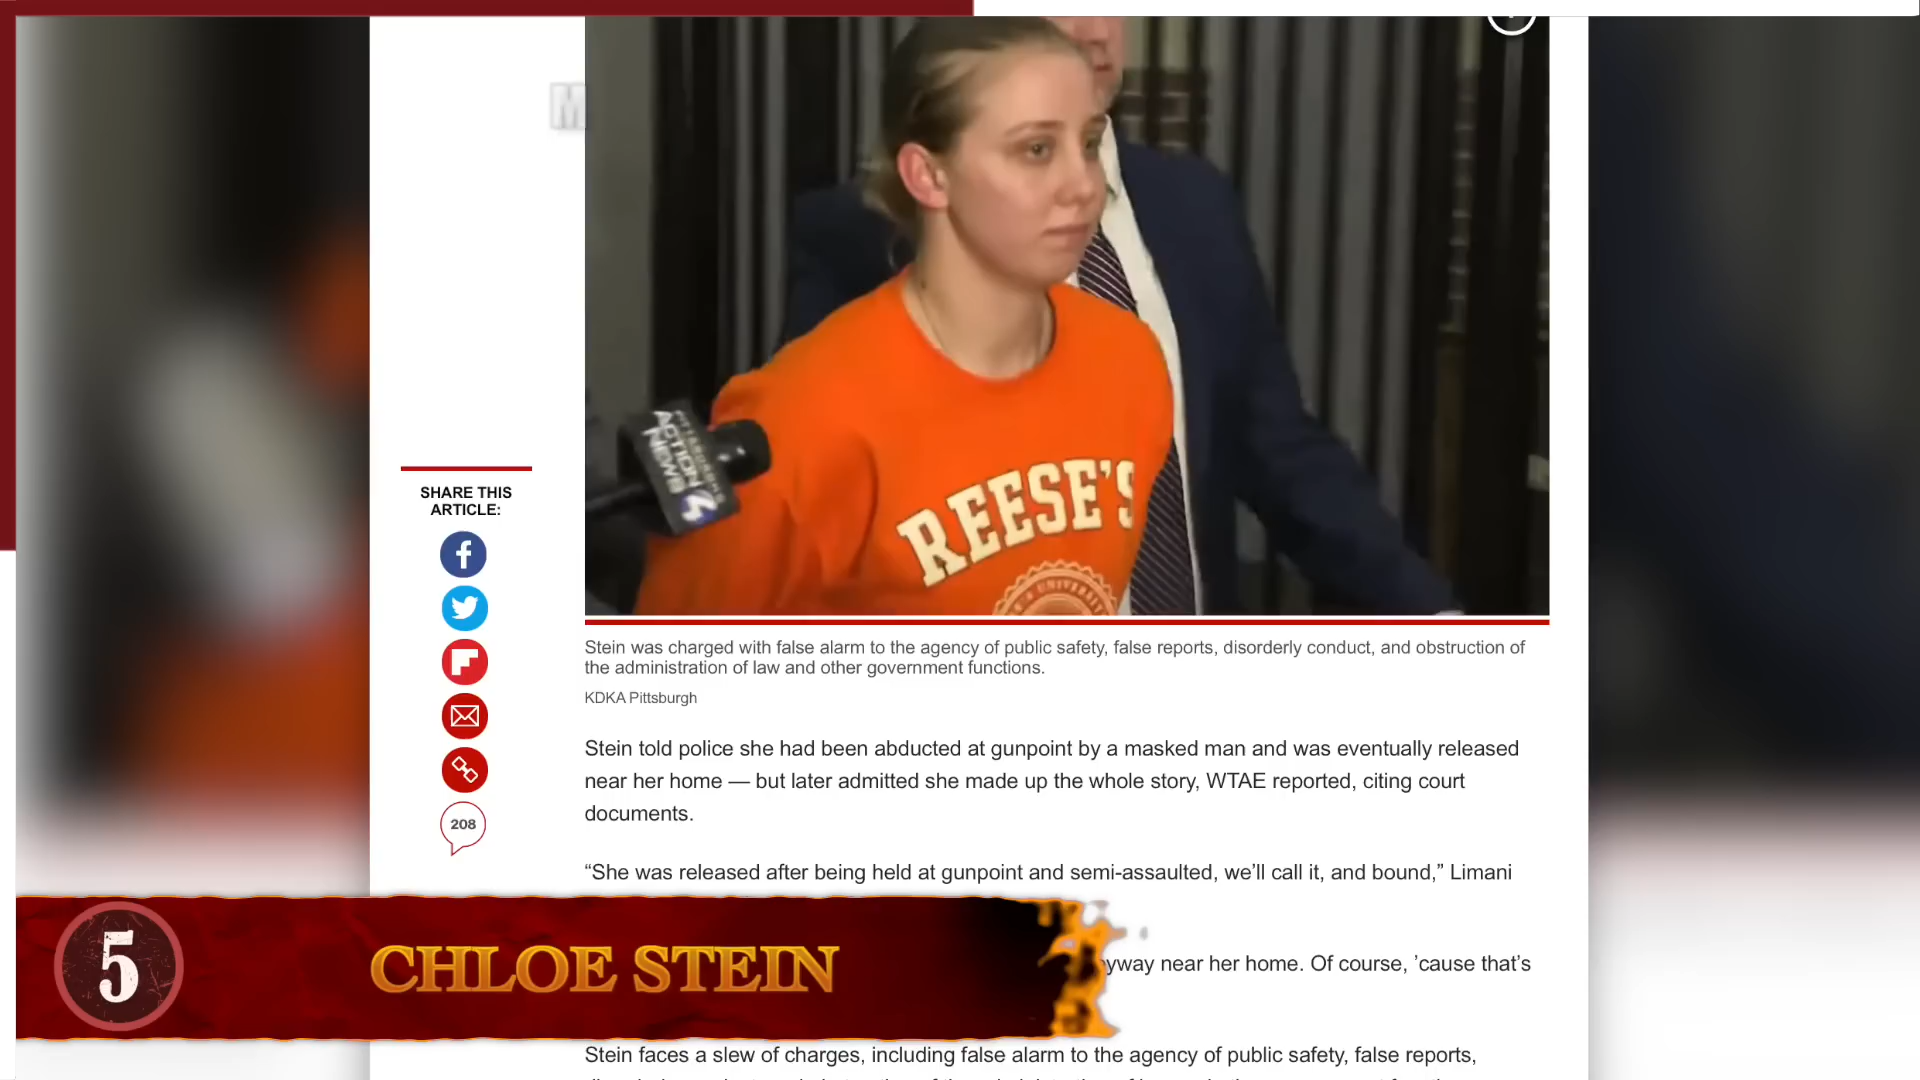 M
PITTSBURGH'S
ACTION
NEWS
4
REESE'S
UNIVERSITY
SHARE THIS
ARTICLE:
f
208
Stein was charged with false alarm to the agency of public safety, false reports, disorderly conduct, and obstruction of
the administration of law and other government functions.
KDKA Pittsburgh
Stein told police she had been abducted at gunpoint by a masked man and was eventually released
near her home — but later admitted she made up the whole story, WTAE reported, citing court
documents.
“She was released after being held at gunpoint and semi-assaulted, we’ll call it, and bound,” Limani
yway near her home. Of course, ’cause that’s
5
CHLOE STEIN
Stein faces a slew of charges, including false alarm to the agency of public safety, false reports,